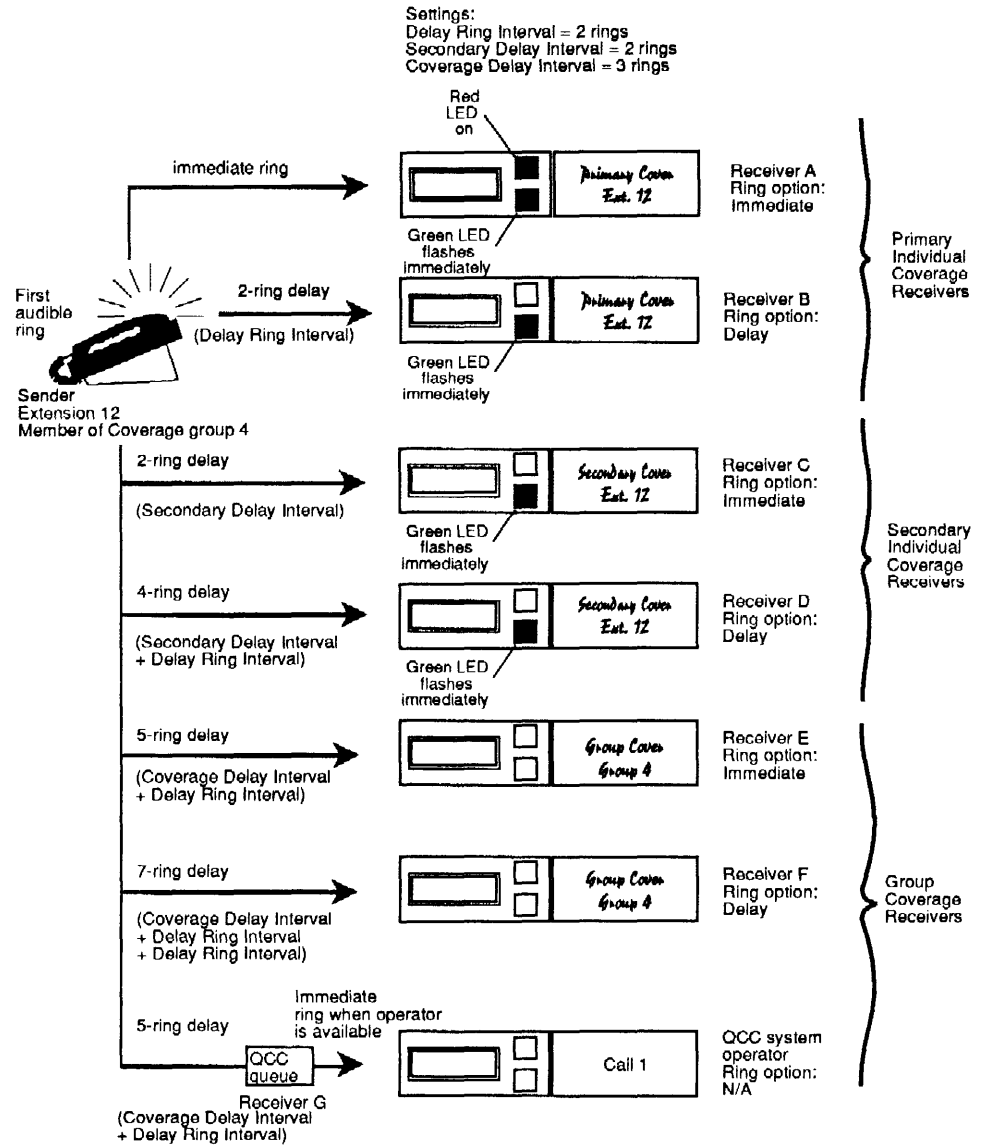 Settings:
Delay Ring Interval = 2 rings
Secondary Delay Interval = 2 rings
Coverage Delay Interval = 3 rings
Red
LED
on
immediate ring
Primary Cover
Ext. 12
Receiver A
Ring option:
Immediate
Green LED
flashes
immediately
Primary
Individual
Coverage
Receivers
First
audible
ring
2-ring delay
(Delay Ring Interval)
Primary Cover
Ext. 12
Receiver B
Ring option:
Delay
Green LED
flashes
immediately
Sender
Extension 12
Member of Coverage group 4
2-ring delay
(Secondary Delay Interval)
Secondary Cover
Ext. 12
Receiver C
Ring option:
Immediate
Green LED
flashes
immediately
Secondary
Individual
Coverage
Receivers
4-ring delay
(Secondary Delay Interval
+ Delay Ring Interval)
Secondary Cover
Ext. 12
Receiver D
Ring option:
Delay
Green LED
flashes
immediately
5-ring delay
(Coverage Delay Interval
+ Delay Ring Interval)
Group Cover
Group 4
Receiver E
Ring option:
Immediate
7-ring delay
(Coverage Delay Interval
+ Delay Ring Interval
+ Delay Ring Interval)
Group Cover
Group 4
Receiver F
Ring option:
Delay
Group
Coverage
Receivers
5-ring delay
Immediate
ring when operator
is available
QCC
queue
Receiver G
(Coverage Delay Interval
+ Delay Ring Interval)
Call 1
QCC system
operator
Ring option:
N/A